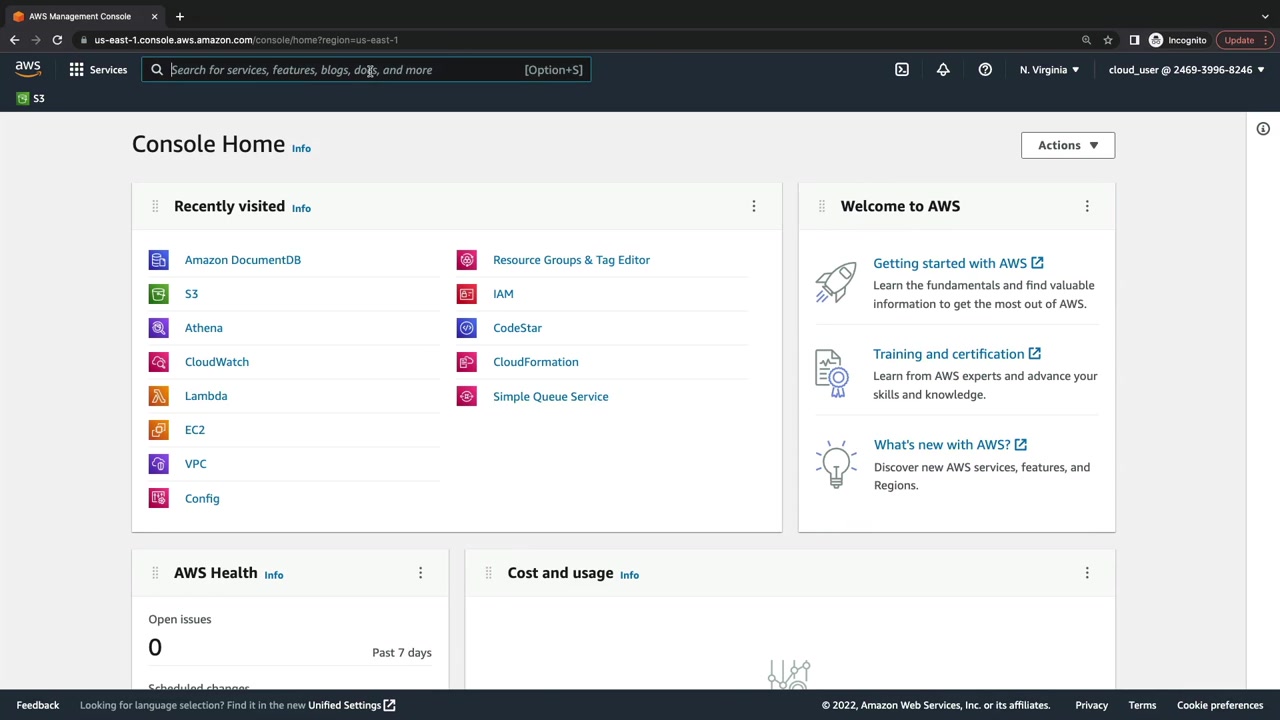 AWS Management Console
us-east-1.console.aws.amazon.com/console/home?region=us-east-1
Incognito
Update
aws
Services
Search for services, features, blogs, docs, and more
[Option+S]
N. Virginia
cloud_user @ 2469-3996-8246
S3
Console Home Info
Actions
Recently visited Info
Amazon DocumentDB
S3
Athena
CloudWatch
Lambda
EC2
VPC
Config
Resource Groups & Tag Editor
IAM
CodeStar
CloudFormation
Simple Queue Service
Welcome to AWS
Getting started with AWS
Learn the fundamentals and find valuable
information to get the most out of AWS.
Training and certification
Learn from AWS experts and advance your
skills and knowledge.
What's new with AWS?
Discover new AWS services, features, and
Regions.
AWS Health Info
Open issues
0
Past 7 days
Scheduled changes
Cost and usage Info
Feedback
Looking for language selection? Find it in the new Unified Settings
© 2022, Amazon Web Services, Inc. or its affiliates.
Privacy
Terms
Cookie preferences